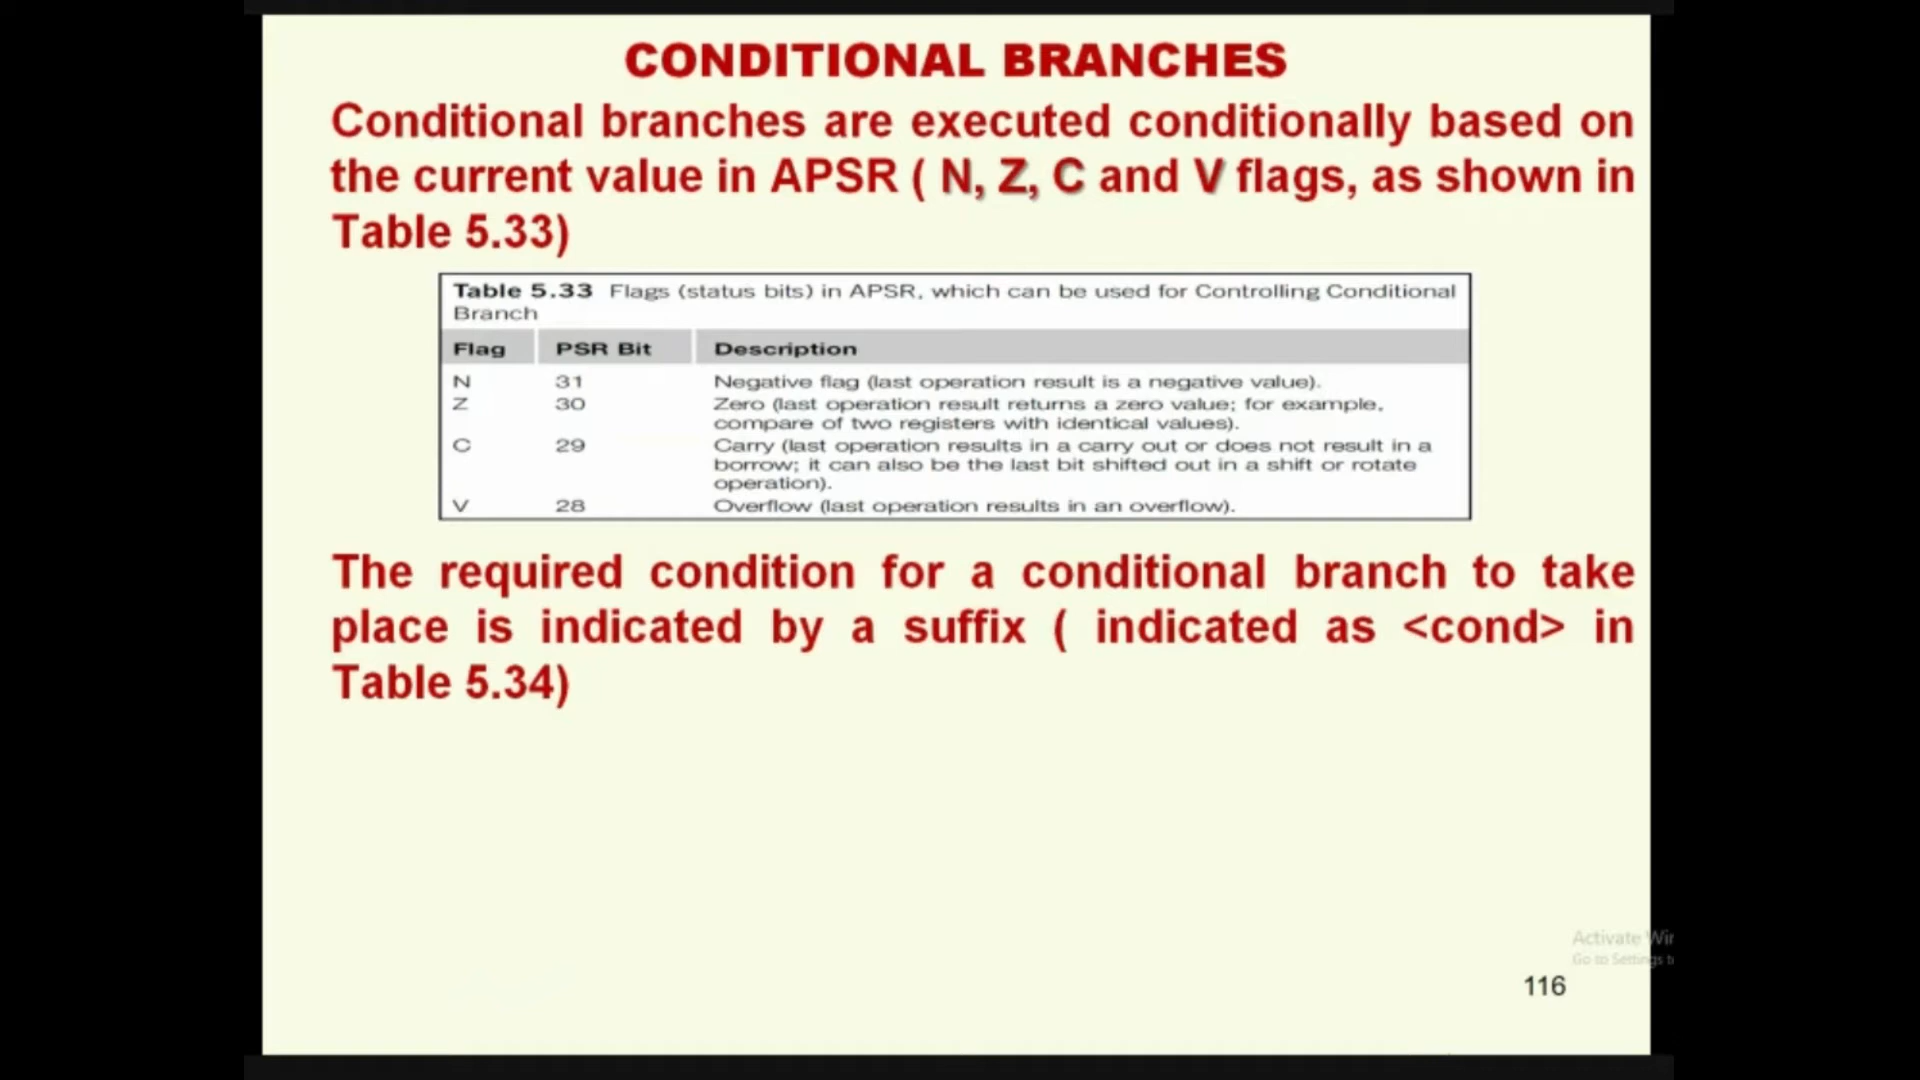 CONDITIONAL BRANCHES
Conditional branches are executed conditionally based on
the current value in APSR ( N, Z, C and V flags, as shown in
Table 5.33)
Table 5.33 Flags (status bits) in APSR, which can be used for Controlling Conditional
Branch
Flag PSR Bit Description
N 31 Negative flag (last operation result is a negative value).
Z 30 Zero (last operation result returns a zero value; for example,
compare of two registers with identical values).
C 29 Carry (last operation results in a carry out or does not result in a
borrow; it can also be the last bit shifted out in a shift or rotate
operation).
V 28 Overflow (last operation results in an overflow).
The required condition for a conditional branch to take
place is indicated by a suffix ( indicated as <cond> in
Table 5.34)
Activate Wir
Go to Settings t
116